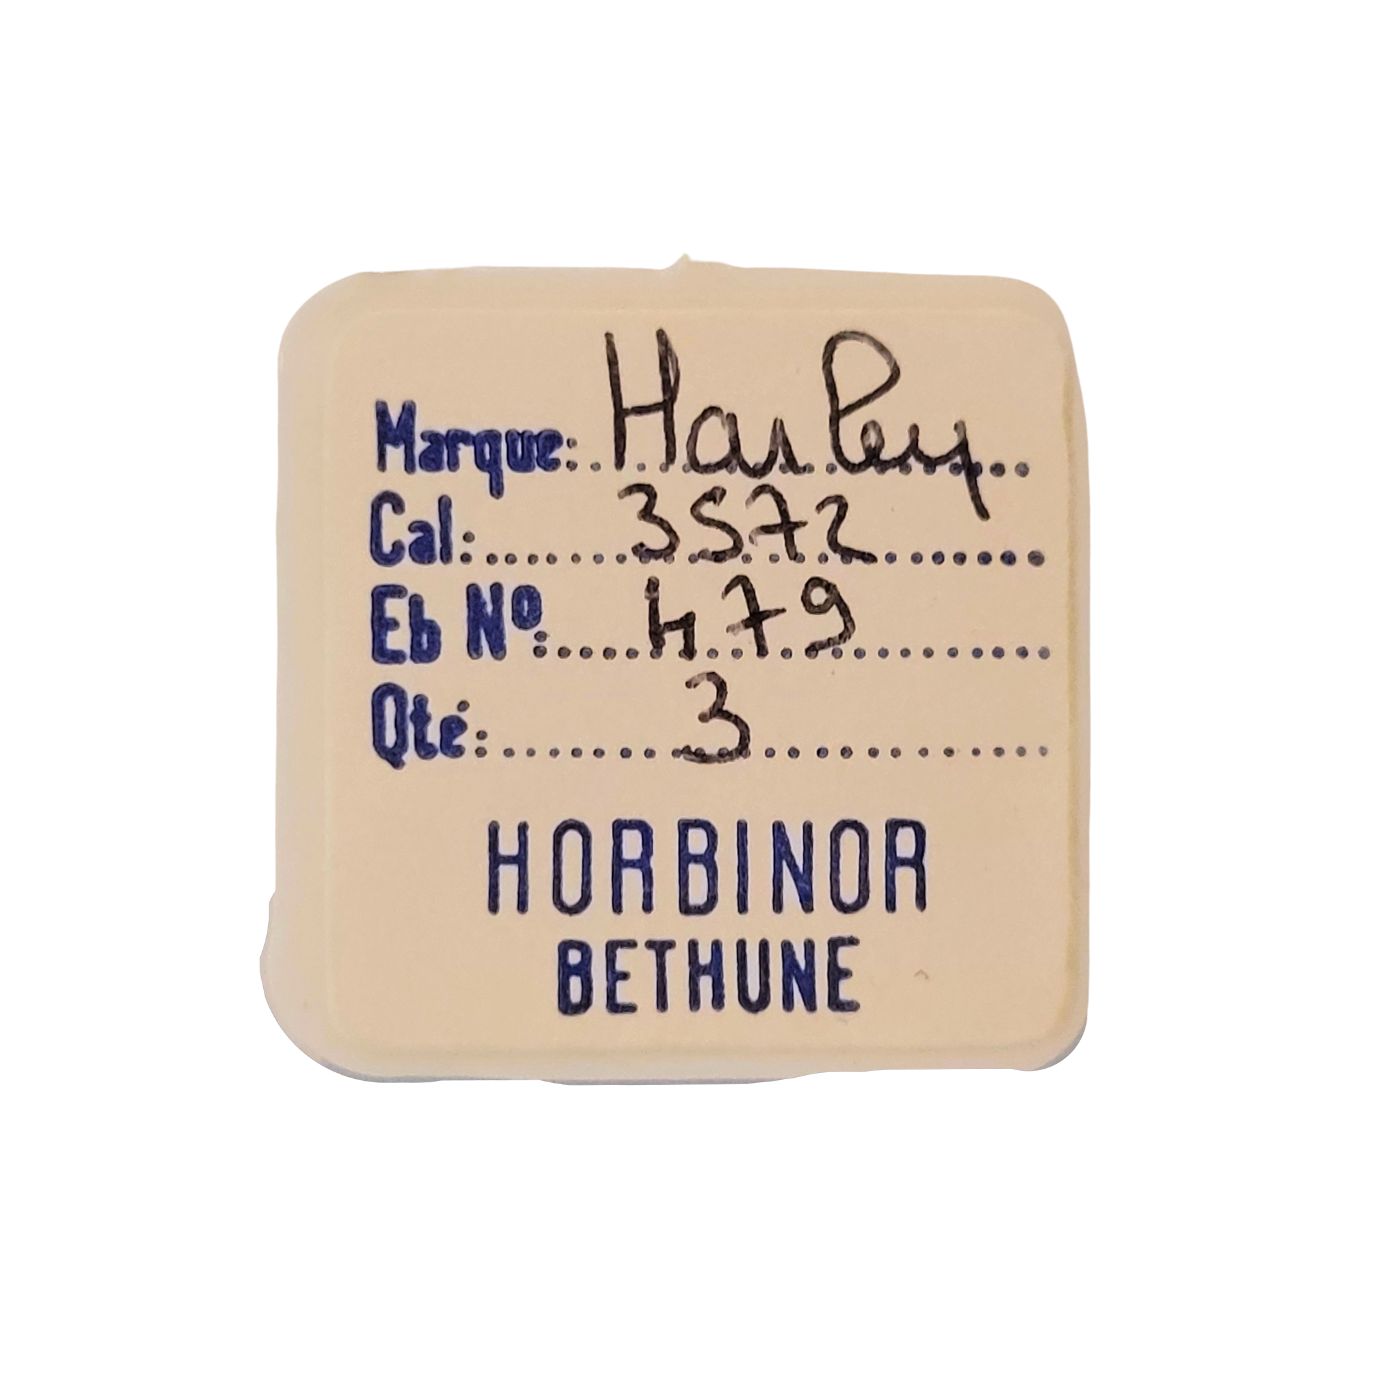 Marque: Harley
Cal: 3572
Eb Nº: 479
Qté: 3
HORBINOR
BETHUNE